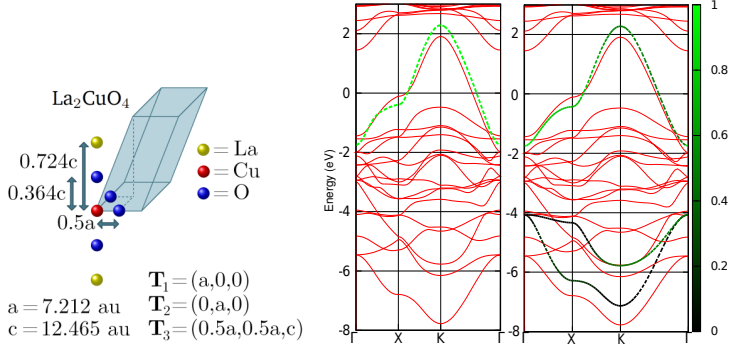 La₂CuO₄
0.724c
0.364c
0.5a
= La
= Cu
= O
a = 7.212 au
c = 12.465 au
T₁=(a,0,0)
T₂=(0,a,0)
T₃=(0.5a,0.5a,c)
Energy (eV)
2
0
-2
-4
-6
-8
Γ X K Γ
2
0
-2
-4
-6
-8
Γ X K Γ
1
0.8
0.6
0.4
0.2
0